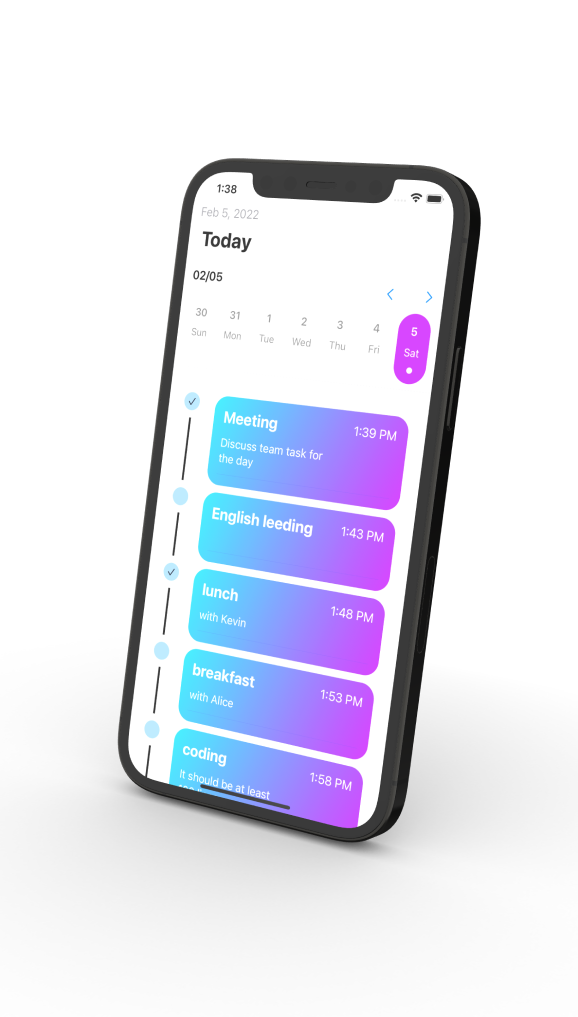 1:38
Feb 5, 2022
Today
02/05
30 31 1 2 3 4 5
Sun Mon Tue Wed Thu Fri Sat
Meeting 1:39 PM
Discuss team task for
the day
English leeding 1:43 PM
lunch 1:48 PM
with Kevin
breakfast 1:53 PM
with Alice
coding 1:58 PM
It should be at least